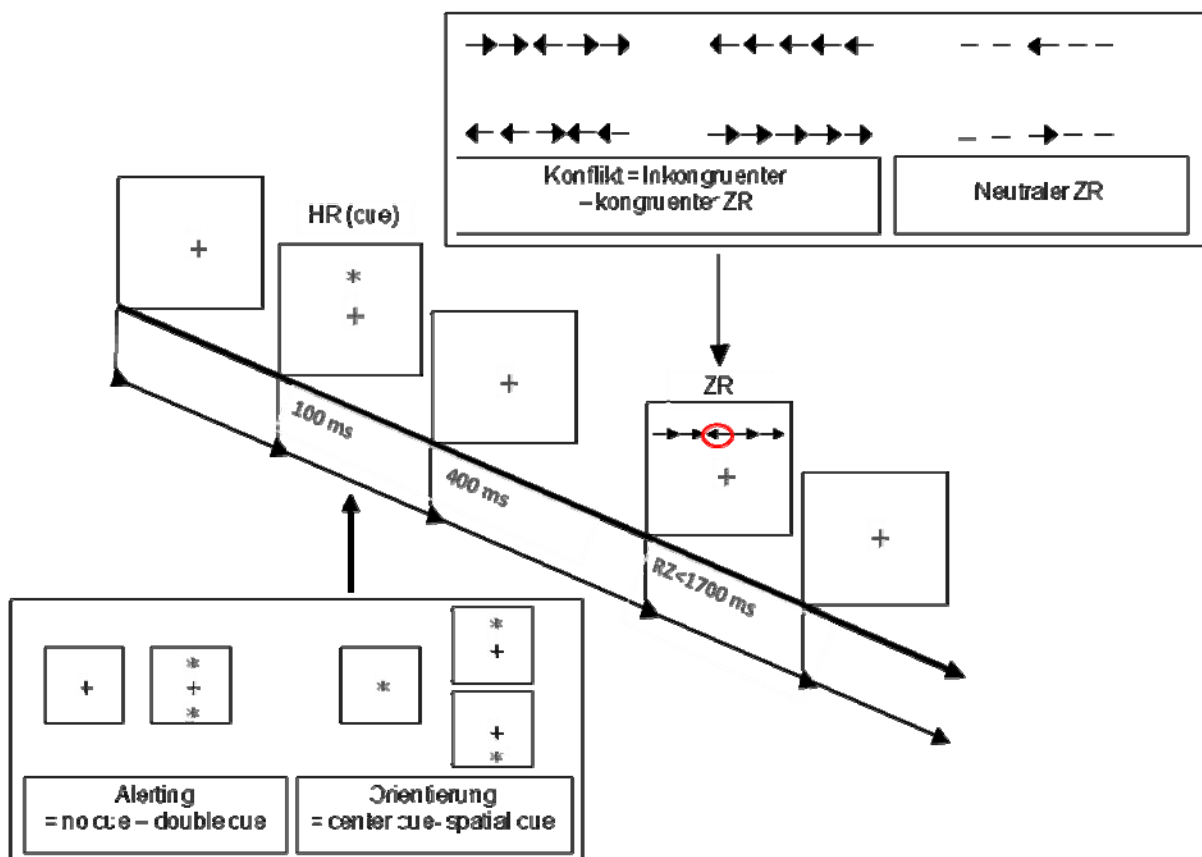 Konflikt = Inkongruenter
– kongruenter ZR
Neutraler ZR
HR (cue)
ZR
100 ms
400 ms
RZ<1700 ms
Alerting
= no cue – double cue
Orientierung
= center cue- spatial cue